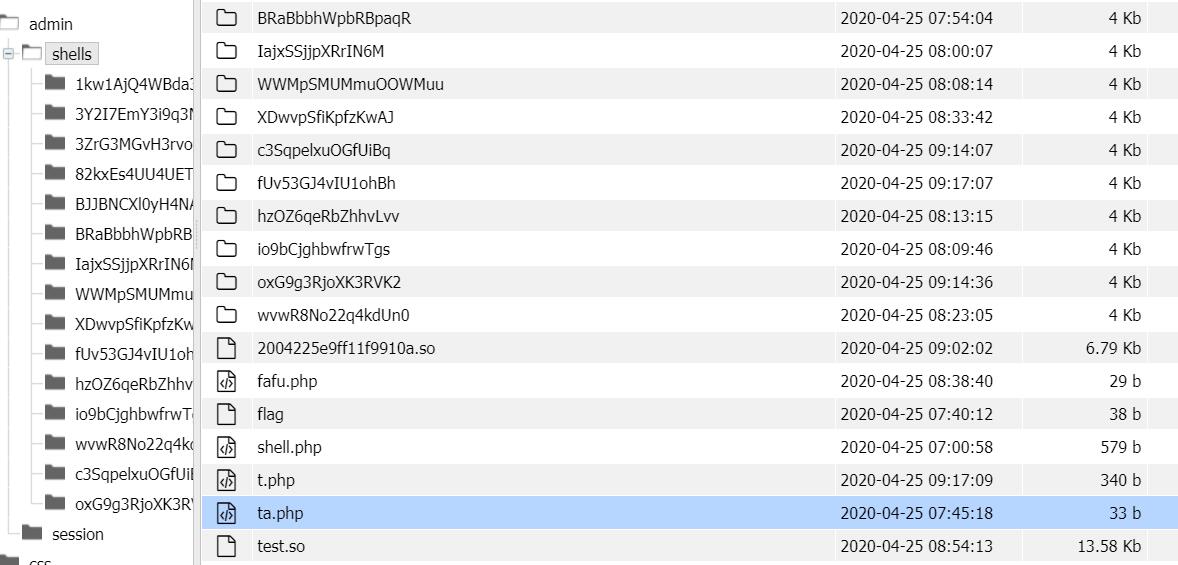 admin
shells
1kw1AjQ4WBda
3Y2I7EmY3i9q3
3ZrG3MGvH3rvo
82kxEs4UU4UET
BJJBNCXl0yH4N
BRaBbbhWpbRB
IajxSSjjpXRrIN6
WWMpSMUMmu
XDwvpSfiKpfzKw
fUv53GJ4vIU1oh
hzOZ6qeRbZhhv
io9bCjghbwfrwT
wvwR8No22q4k
c3SqpelxuOGfUi
oxG9g3RjoXK3R
session
css
BRaBbbhWpbRBpaqR 2020-04-25 07:54:04 4 Kb
IajxSSjjpXRrIN6M 2020-04-25 08:00:07 4 Kb
WWMpSMUMmuOOWMuu 2020-04-25 08:08:14 4 Kb
XDwvpSfiKpfzKwAJ 2020-04-25 08:33:42 4 Kb
c3SqpelxuOGfUiBq 2020-04-25 09:14:07 4 Kb
fUv53GJ4vIU1ohBh 2020-04-25 09:17:07 4 Kb
hzOZ6qeRbZhhvLvv 2020-04-25 08:13:15 4 Kb
io9bCjghbwfrwTgs 2020-04-25 08:09:46 4 Kb
oxG9g3RjoXK3RVK2 2020-04-25 09:14:36 4 Kb
wvwR8No22q4kdUn0 2020-04-25 08:23:05 4 Kb
2004225e9ff11f9910a.so 2020-04-25 09:02:02 6.79 Kb
fafu.php 2020-04-25 08:38:40 29 b
flag 2020-04-25 07:40:12 38 b
shell.php 2020-04-25 07:00:58 579 b
t.php 2020-04-25 09:17:09 340 b
ta.php 2020-04-25 07:45:18 33 b
test.so 2020-04-25 08:54:13 13.58 Kb